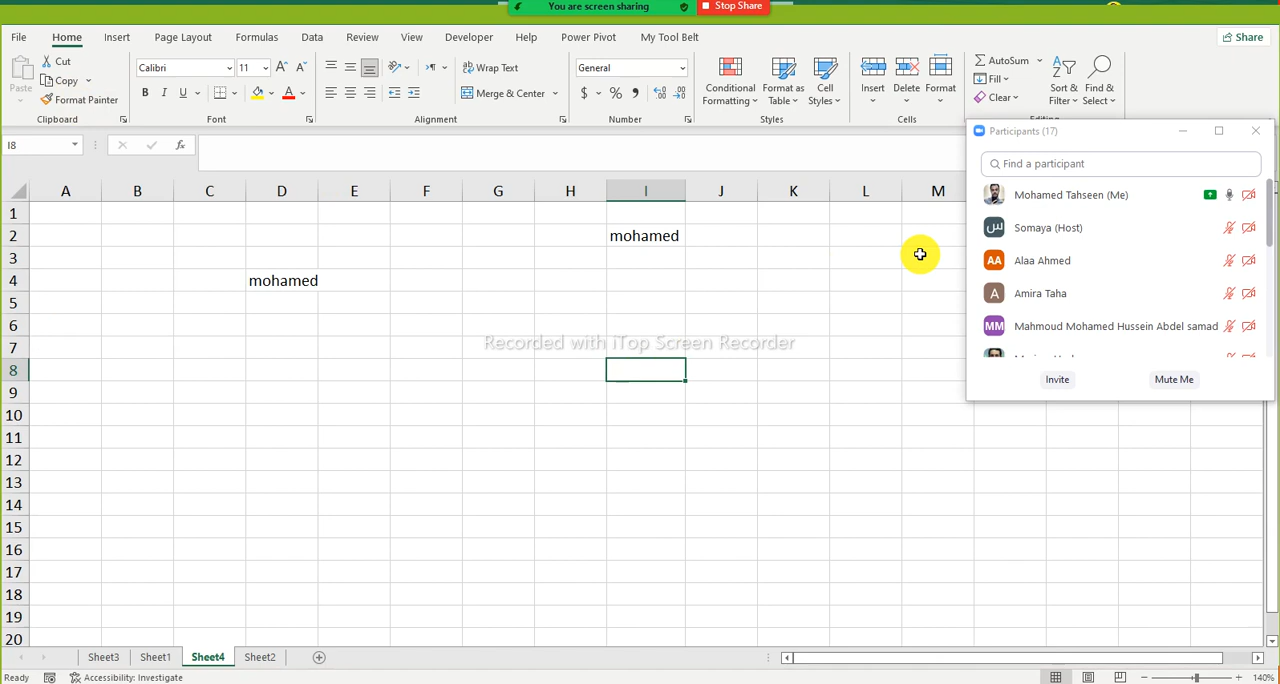 You are screen sharing
Stop Share
File Home Insert Page Layout Formulas Data Review View Developer Help Power Pivot My Tool Belt
Share
Paste
Cut
Copy
Format Painter
Clipboard
Calibri 11
B I U
Font
Wrap Text
Merge & Center
Alignment
General
$ % ,
Number
Conditional Formatting
Format as Table
Cell Styles
Styles
Insert Delete Format
Cells
AutoSum
Fill
Clear
Sort & Filter
Find & Select
I8
fx
Participants (17)
Find a participant
Mohamed Tahseen (Me)
س Somaya (Host)
AA Alaa Ahmed
A Amira Taha
MM Mahmoud Mohamed Hussein Abdel samad
Invite Mute Me
A B C D E F G H I J K L M
1
2 mohamed
3
4 mohamed
5
6
7
Recorded with iTop Screen Recorder
8
9
10
11
12
13
14
15
16
17
18
19
20
Sheet3 Sheet1 Sheet4 Sheet2
Ready Accessibility: Investigate 140%